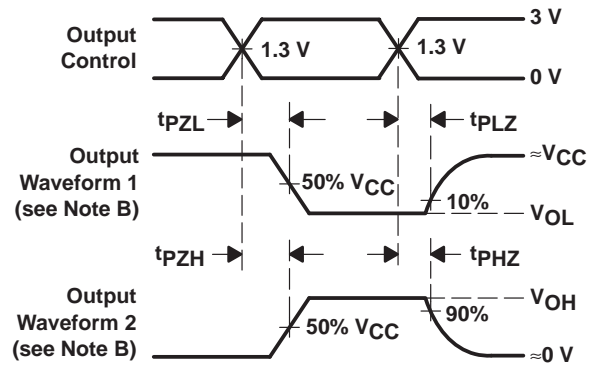 Output
Control
1.3 V
1.3 V
3 V
0 V
tPZL
tPLZ
Output
Waveform 1
(see Note B)
50% VCC
≈VCC
10%
VOL
tPZH
tPHZ
Output
Waveform 2
(see Note B)
50% VCC
VOH
90%
≈0 V